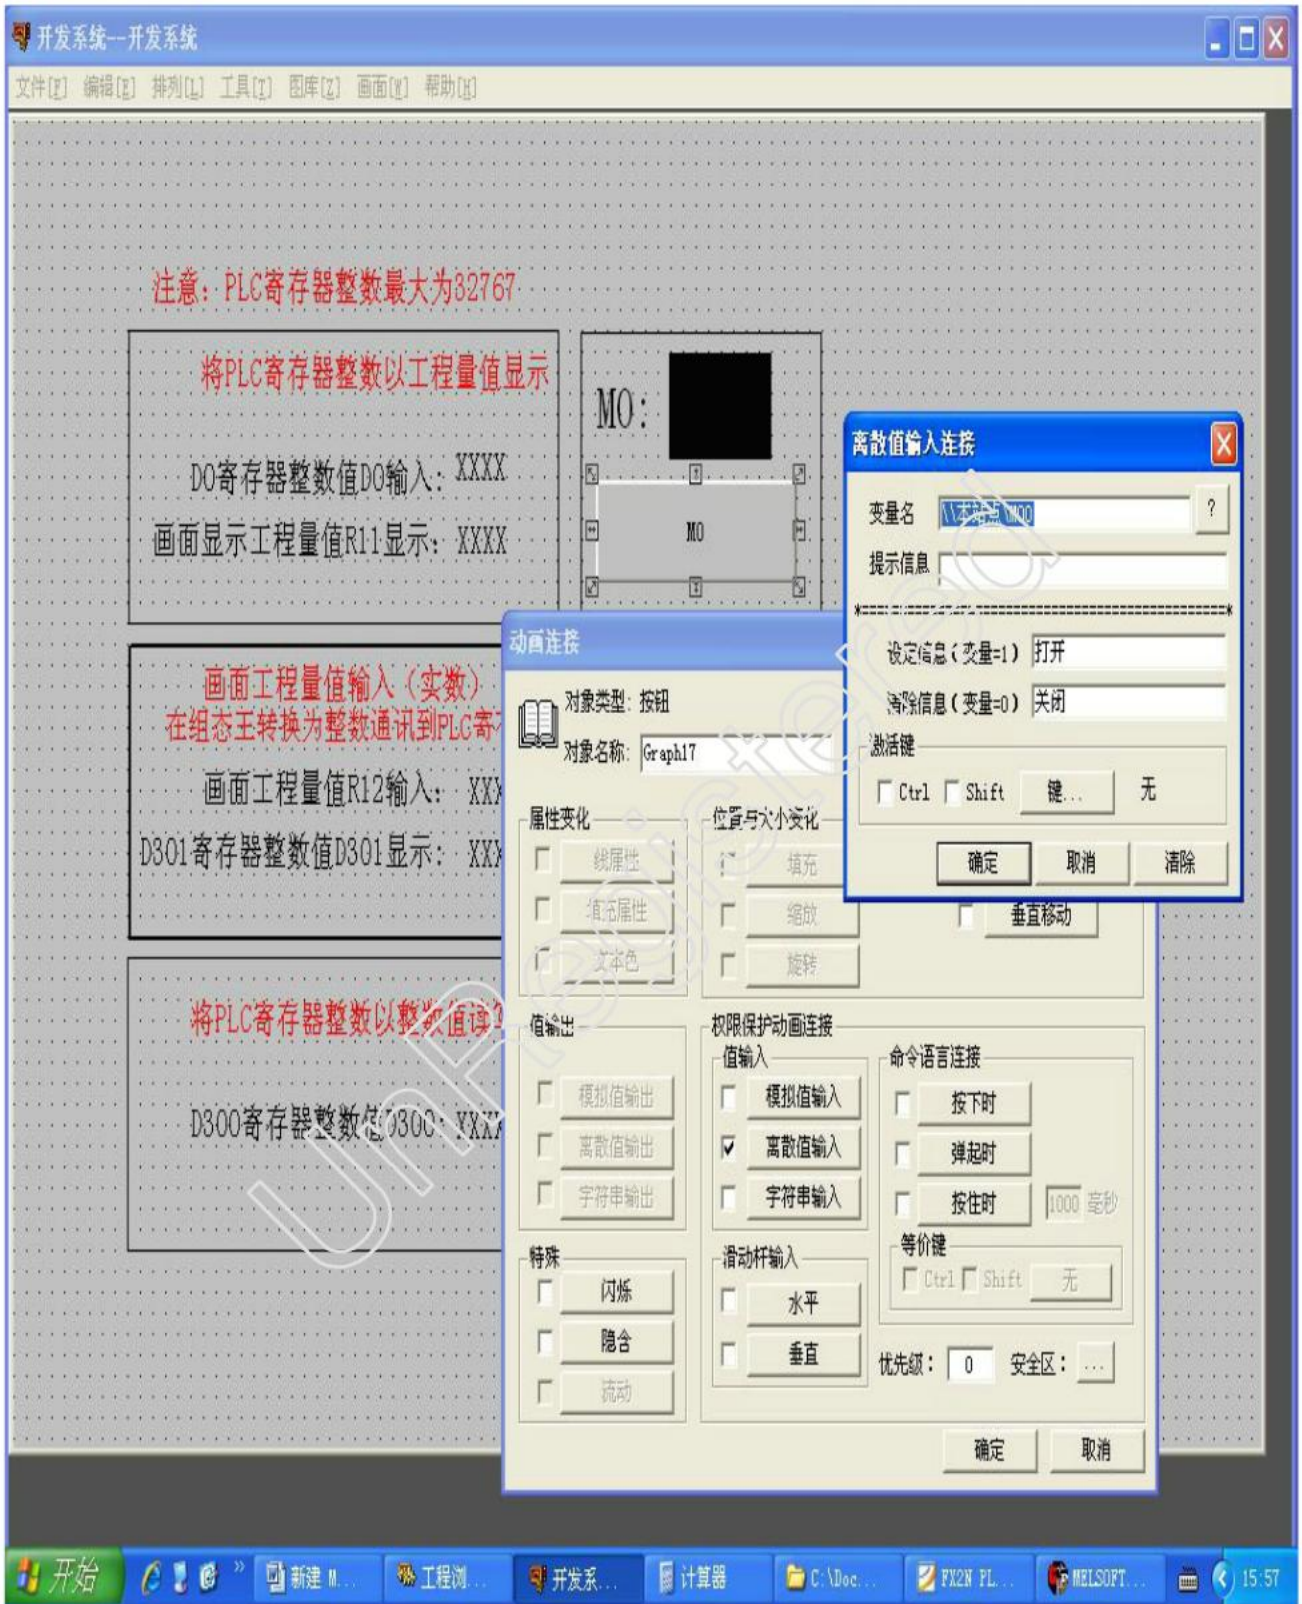 开发系统--开发系统
文件[F] 编辑[E] 排列[L] 工具[T] 图库[Z] 画面[W] 帮助[H]
注意：PLC寄存器整数最大为32767
将PLC寄存器整数以工程量值显示
D0寄存器整数值D0输入：XXXX
画面显示工程量值R11显示：XXXX
M0：
M0
画面工程量值输入（实数）
在组态王转换为整数通讯到PLC寄
画面工程量值R12输入： XXX
D301寄存器整数值D301显示： XXX
将PLC寄存器整数以整数值读
D300寄存器整数值D300：XXXX
离散值输入连接
变量名 \\本站点\M00 ?
提示信息
*=*
设定信息(变量=1) 打开
清除信息(变量=0) 关闭
激活键
Ctrl Shift 键... 无
确定 取消 清除
动画连接
对象类型：按钮
对象名称：Graph17
属性变化
线属性
填充属性
文本色
位置与大小变化
填充
缩放
旋转
垂直移动
值输出
模拟值输出
离散值输出
字符串输出
权限保护动画连接
值输入
模拟值输入
离散值输入
字符串输入
命令语言连接
按下时
弹起时
按住时 1000 毫秒
等价键
Ctrl Shift 无
特殊
闪烁
隐含
流动
滑动杆输入
水平
垂直
优先级： 0 安全区： ...
确定 取消
UnRegistered
开始 » 新建 M... 工程浏... 开发系... 计算器 C:\Doc... FX2N PL... MELSOFT... 15:57